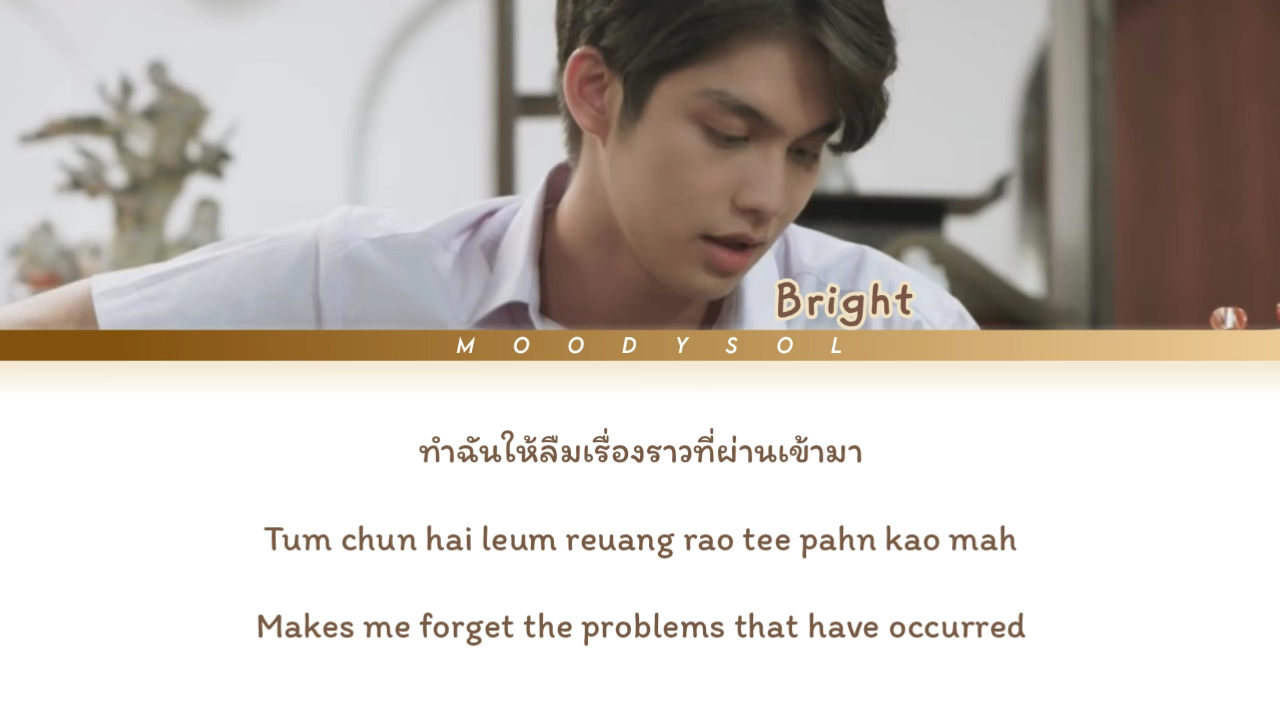 Bright
MOODYSOL
ทำฉันให้ลืมเรื่องราวที่ผ่านเข้ามา
Tum chun hai leum reuang rao tee pahn kao mah
Makes me forget the problems that have occurred